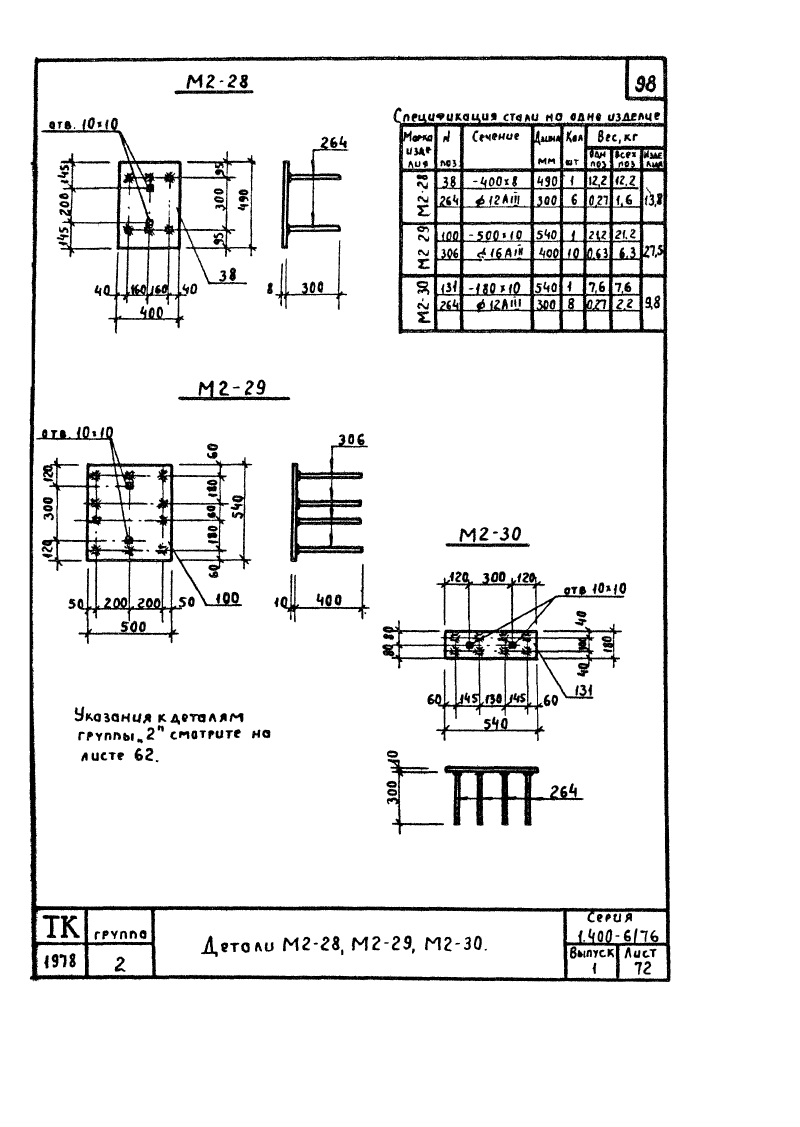 98
М2-28
отв. 10×10
264
145 200 145
95 300 95
490
38
40 160 160 40
400
8 300
Спецификация стали на одно изделие
Марка изделия N поз. Сечение Длина мм Кол шт Вес, кг
Одн поз Всех поз Изделия
М2-28 38 -400×8 490 1 12,2 12,2 13,8
264 ϕ12АIII 300 6 0,27 1,6
М2 29 100 -500×10 540 1 21,2 21,2 27,5
306 ϕ16АIII 400 10 0,63 6,3
М2-30 131 -180×10 540 1 7,6 7,6 9,8
264 ϕ12АIII 300 8 0,27 2,2
М2-29
отв. 10×10
306
120 300 120
60 180 60 180 60
540
100
50 200 200 50
500
10 400
М2-30
120 300 120
отв 10×10
80 80
40 100 40
180
131
60 145 130 145 60
540
10
300
264
Указания к деталям
группы „2" смотрите на
листе 62.
ТК группа
1978 2
Детали М2-28, М2-29, М2-30.
Серия
1.400-6/76
Выпуск Лист
1 72